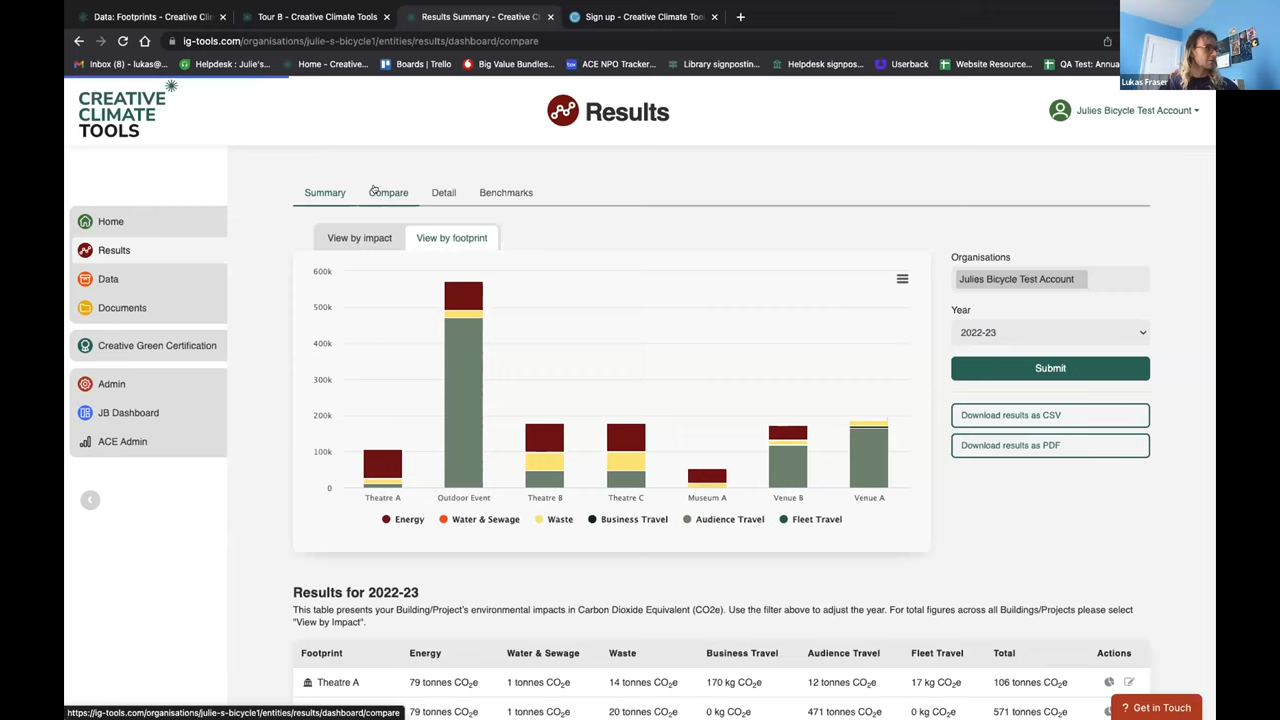 Data: Footprints - Creative Cli
Tour B - Creative Climate Tools
Results Summary - Creative C
Sign up - Creative Climate Too
ig-tools.com/organisations/julie-s-bicycle1/entities/results/dashboard/compare
Inbox (8) - lukas@...
Helpdesk : Julie's...
Home - Creative...
Boards | Trello
Big Value Bundles...
ACE NPO Tracker...
Library signposting...
Helpdesk signpos...
Userback
Website Resource...
QA Test: Annua
Lukas Fraser
CREATIVE
CLIMATE
TOOLS
Results
Julies Bicycle Test Account
Summary
Compare
Detail
Benchmarks
Home
Results
Data
Documents
Creative Green Certification
Admin
JB Dashboard
ACE Admin
View by impact
View by footprint
600k
500k
400k
300k
200k
100k
0
Theatre A
Outdoor Event
Theatre B
Theatre C
Museum A
Venue B
Venue A
Energy
Water & Sewage
Waste
Business Travel
Audience Travel
Fleet Travel
Organisations
Julies Bicycle Test Account
Year
2022-23
Submit
Download results as CSV
Download results as PDF
Results for 2022-23
This table presents your Building/Project's environmental impacts in Carbon Dioxide Equivalent (CO2e). Use the filter above to adjust the year. For total figures across all Buildings/Projects please select
"View by Impact".
Footprint Energy Water & Sewage Waste Business Travel Audience Travel Fleet Travel Total Actions
Theatre A 79 tonnes CO2e 1 tonnes CO2e 14 tonnes CO2e 170 kg CO2e 12 tonnes CO2e 17 kg CO2e 106 tonnes CO2e
79 tonnes CO2e 1 tonnes CO2e 20 tonnes CO2e 0 kg CO2e 471 tonnes CO2e 0 kg CO2e 571 tonnes CO2e
https://ig-tools.com/organisations/julie-s-bicycle1/entities/results/dashboard/compare
? Get in Touch